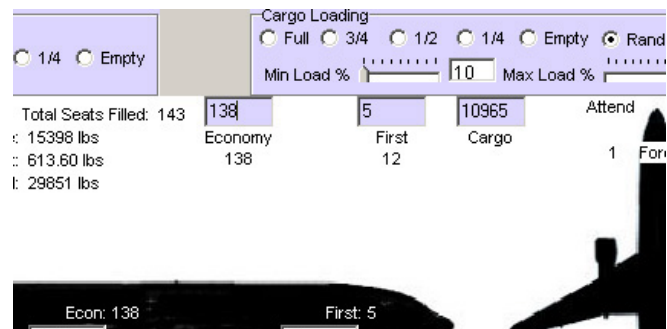 Cargo Loading
1/4 Empty
Full 3/4 1/2 1/4 Empty Rand
Min Load % 10 Max Load %
Total Seats Filled: 143 138 5 10965 Attend
: 15398 lbs Economy First Cargo
: 613.60 lbs 138 12 1 Fore
: 29851 lbs
Econ: 138 First: 5